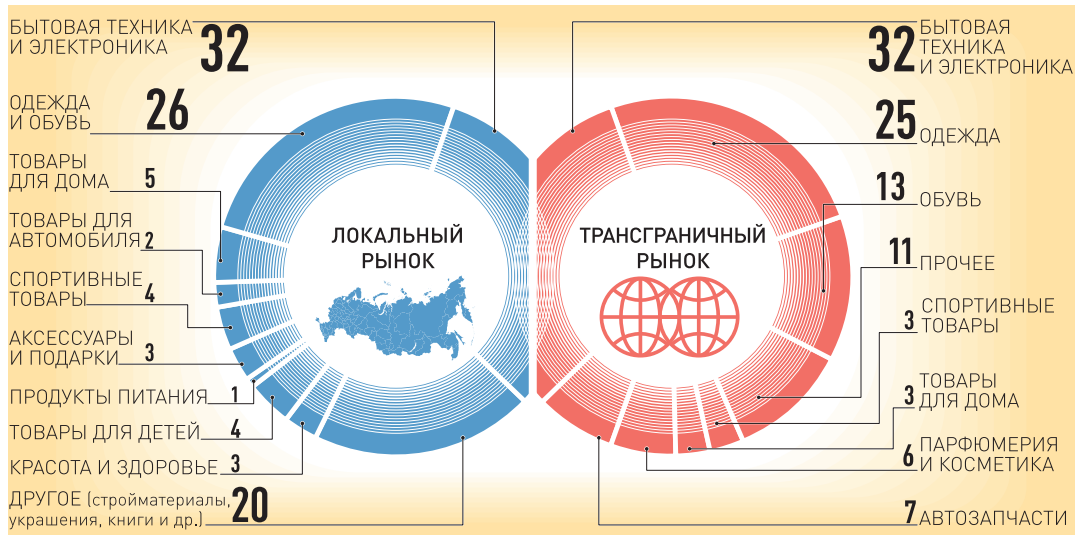 БЫТОВАЯ ТЕХНИКА
И ЭЛЕКТРОНИКА
32
ОДЕЖДА
И ОБУВЬ
26
ТОВАРЫ
ДЛЯ ДОМА
5
ТОВАРЫ ДЛЯ
АВТОМОБИЛЯ
2
СПОРТИВНЫЕ
ТОВАРЫ
4
АКСЕССУАРЫ
И ПОДАРКИ
3
ПРОДУКТЫ ПИТАНИЯ
1
ТОВАРЫ ДЛЯ ДЕТЕЙ
4
КРАСОТА И ЗДОРОВЬЕ
3
ДРУГОЕ (стройматериалы,
украшения, книги и др.)
20
ЛОКАЛЬНЫЙ
РЫНОК
ТРАНСГРАНИЧНЫЙ
РЫНОК
32
БЫТОВАЯ
ТЕХНИКА
И ЭЛЕКТРОНИКА
25
ОДЕЖДА
13
ОБУВЬ
11
ПРОЧЕЕ
3
СПОРТИВНЫЕ
ТОВАРЫ
3
ТОВАРЫ
ДЛЯ ДОМА
6
ПАРФЮМЕРИЯ
И КОСМЕТИКА
7
АВТОЗАПЧАСТИ